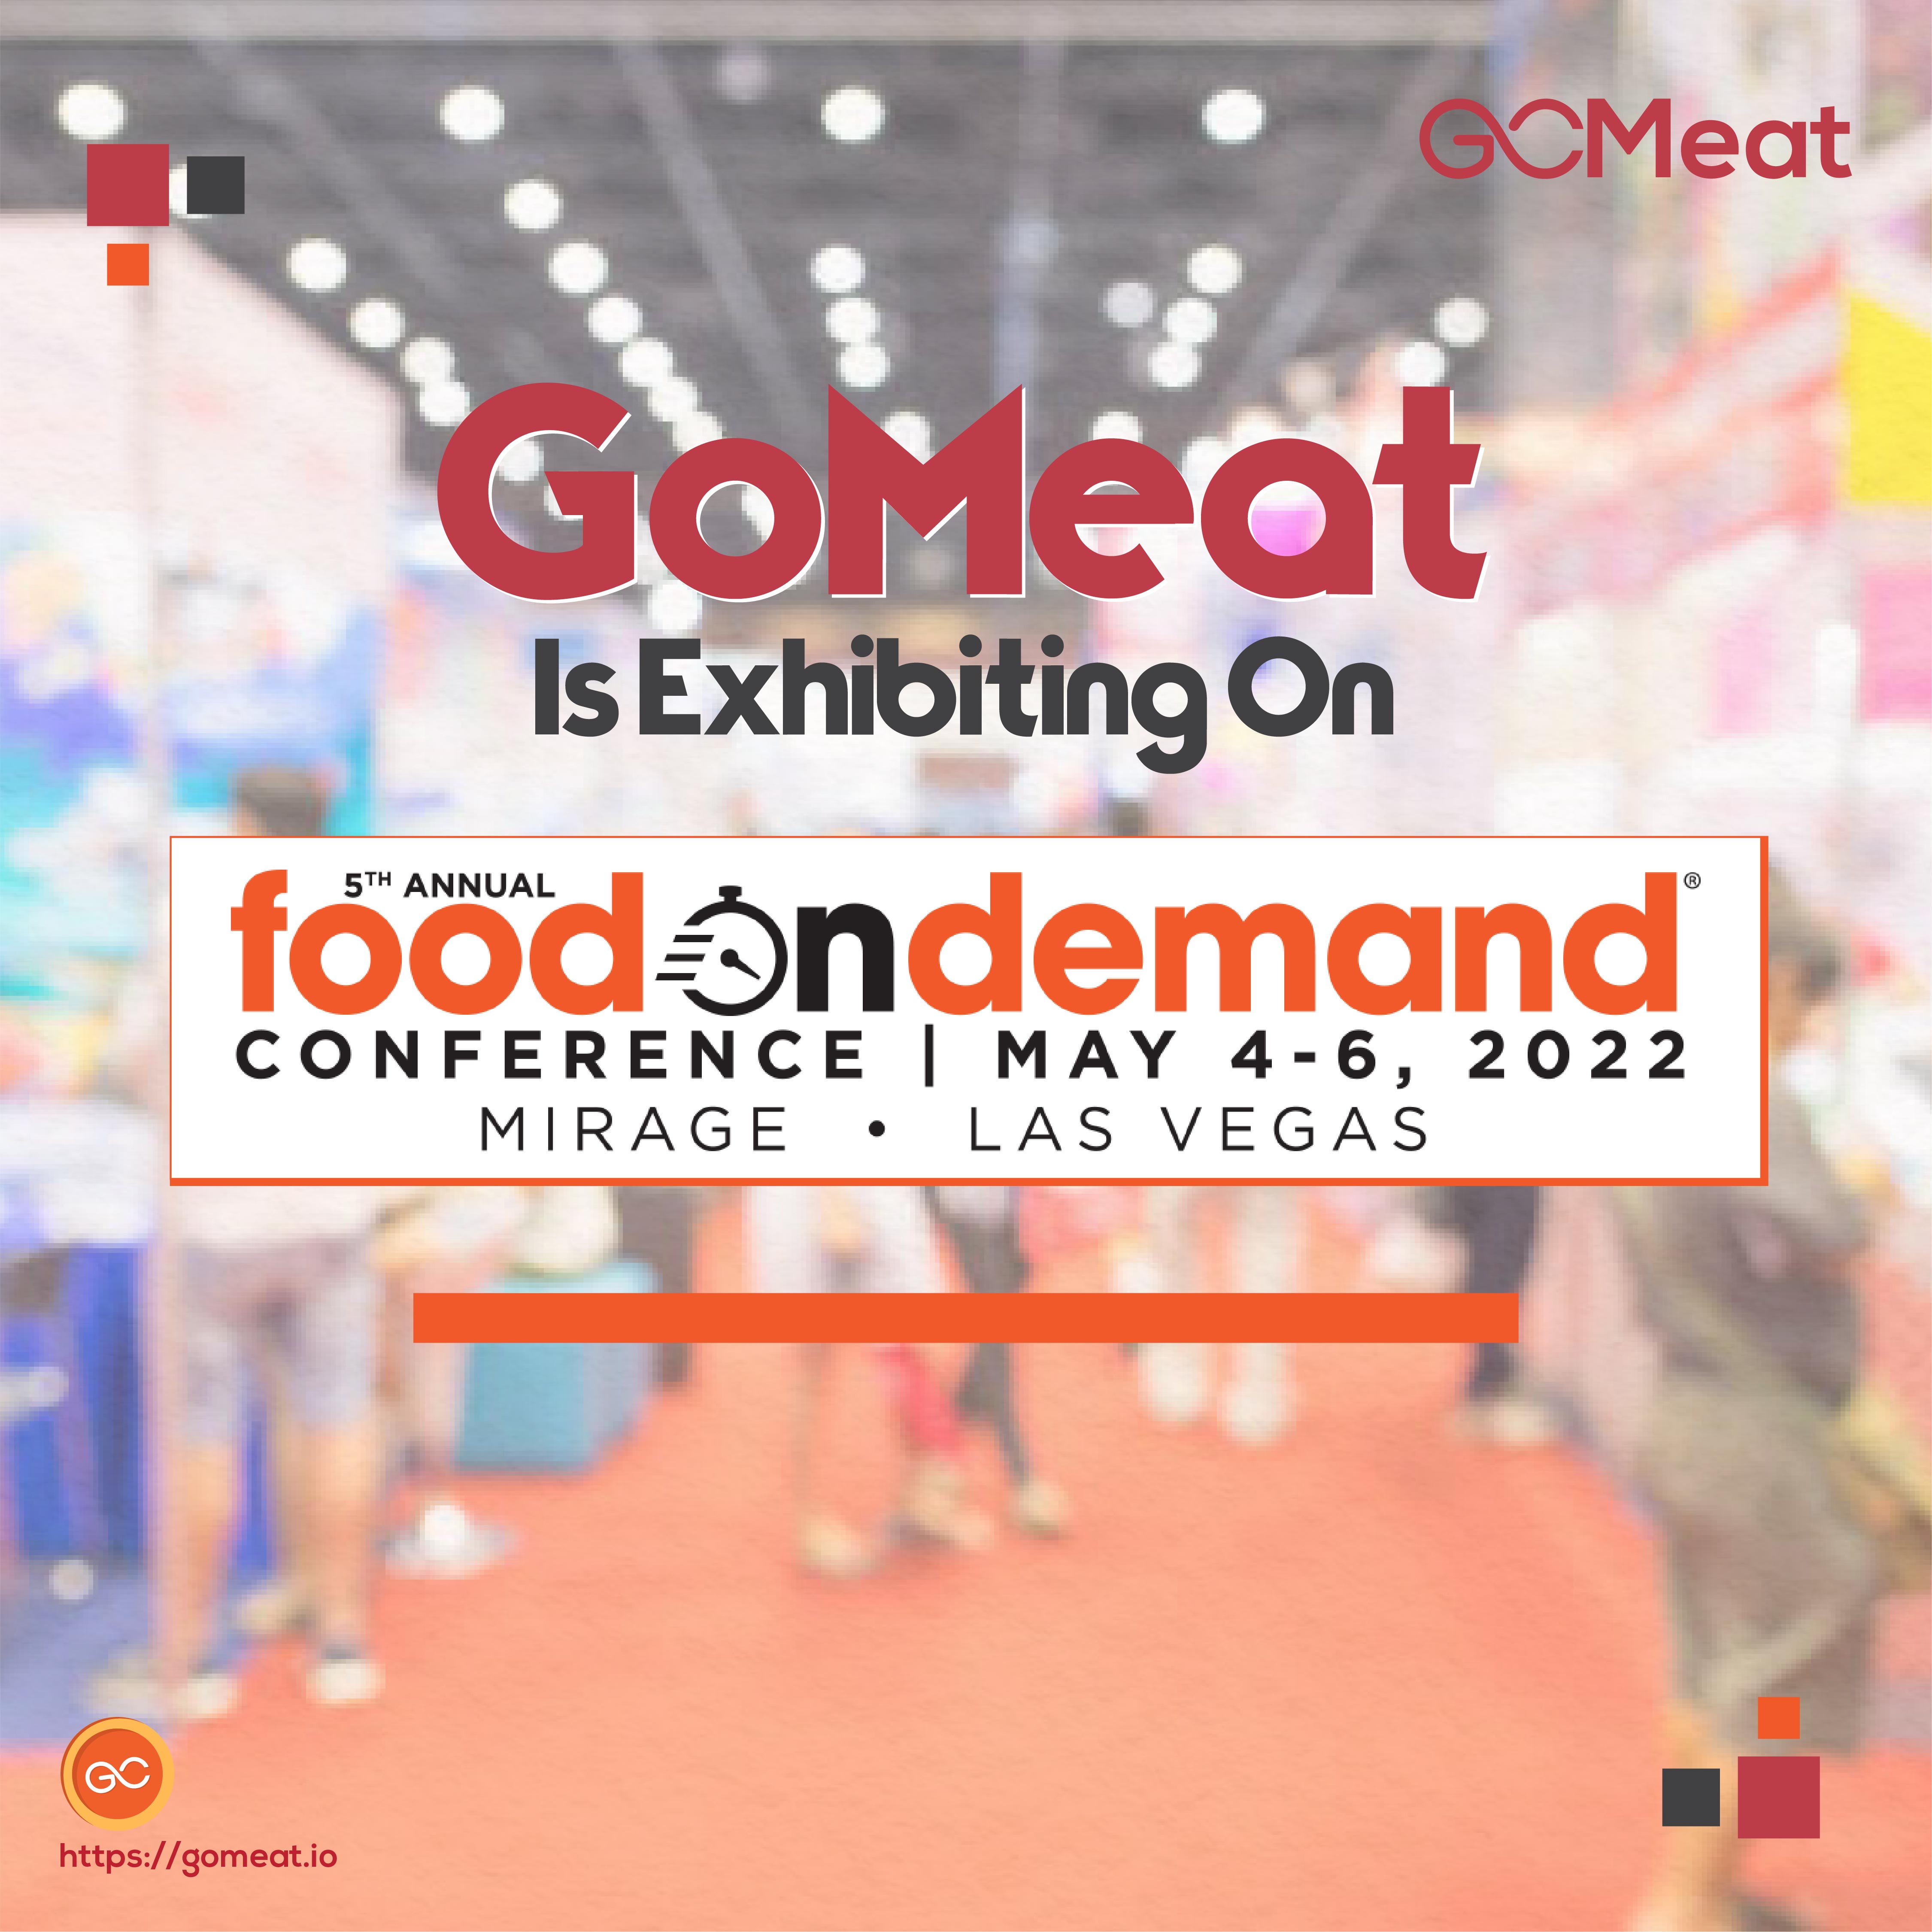 GOMeat
GoMeat
Is Exhibiting On
5TH ANNUAL
foodondemand®
CONFERENCE | MAY 4-6, 2022
MIRAGE • LAS VEGAS
GO
https://gomeat.io